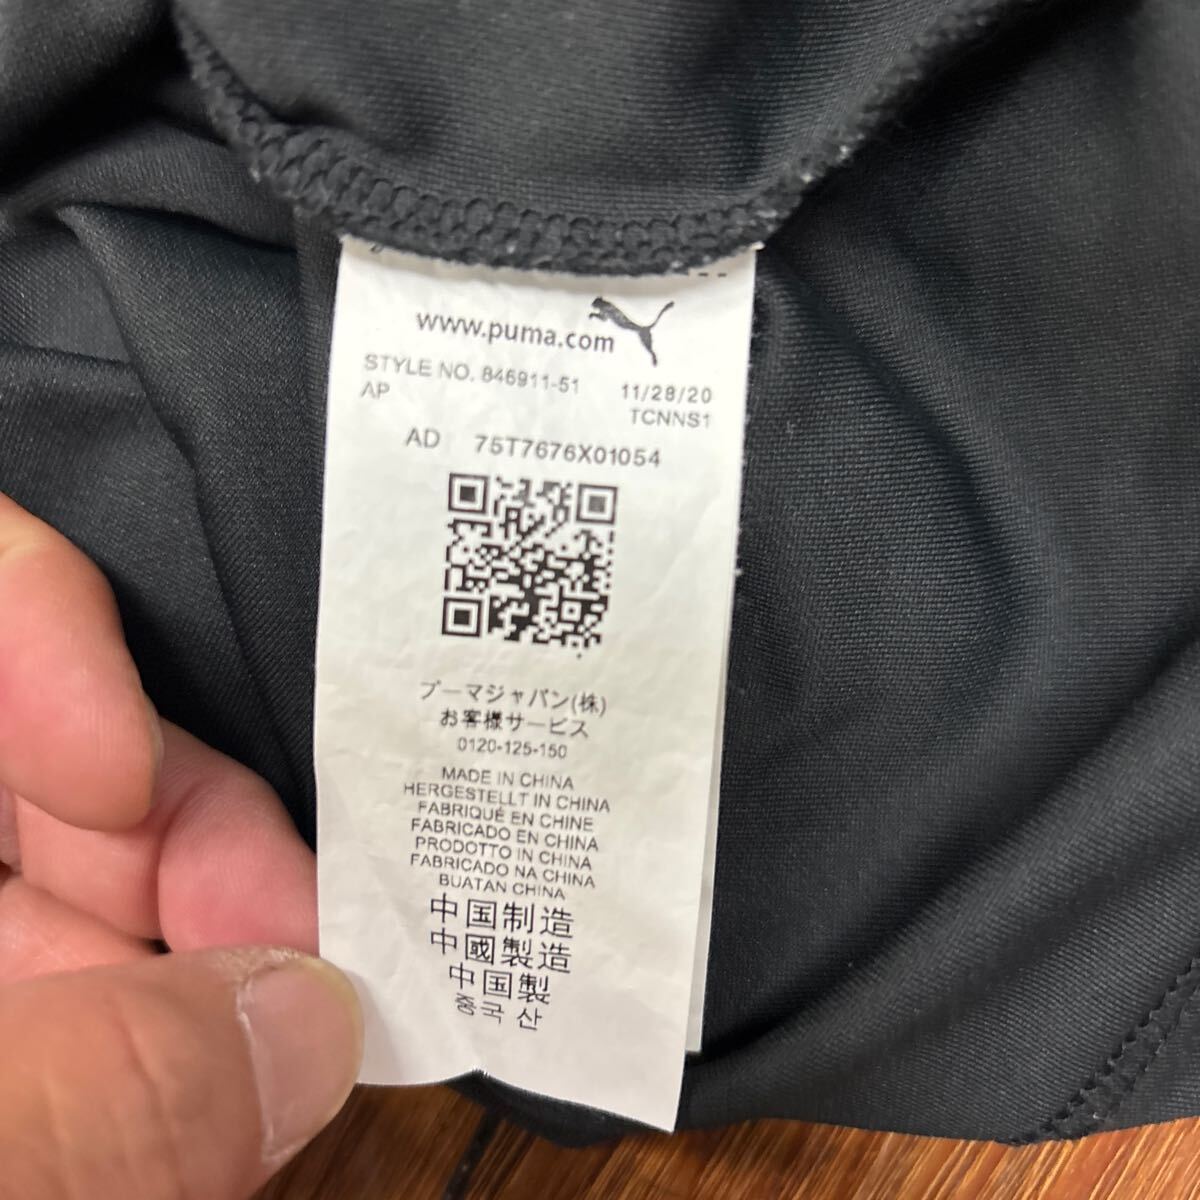 www.puma.com
STYLE NO. 846911-51 11/28/20
AP TCNNS1
AD 75T7676X01054
プーマジャパン(株)
お客様サービス
0120-125-150
MADE IN CHINA
HERGESTELLT IN CHINA
FABRIQUÉ EN CHINE
FABRICADO EN CHINA
PRODOTTO IN CHINA
FABRICADO NA CHINA
BUATAN CHINA
中国制造
中國製造
中国製
중국 산